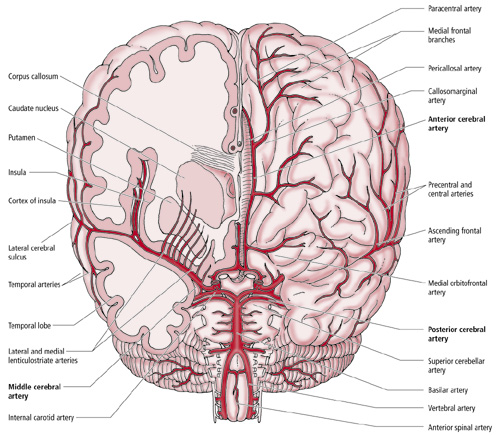 Corpus callosum
Caudate nucleus
Putamen
Insula
Cortex of insula
Lateral cerebral
sulcus
Temporal arteries
Temporal lobe
Lateral and medial
lenticulostriate arteries
Middle cerebral
artery
Internal carotid artery
Paracentral artery
Medial frontal
branches
Pericallosal artery
Callosomarginal
artery
Anterior cerebral
artery
Precentral and
central arteries
Ascending frontal
artery
Medial orbitofrontal
artery
Posterior cerebral
artery
Superior cerebellar
artery
Basilar artery
Vertebral artery
Anterior spinal artery